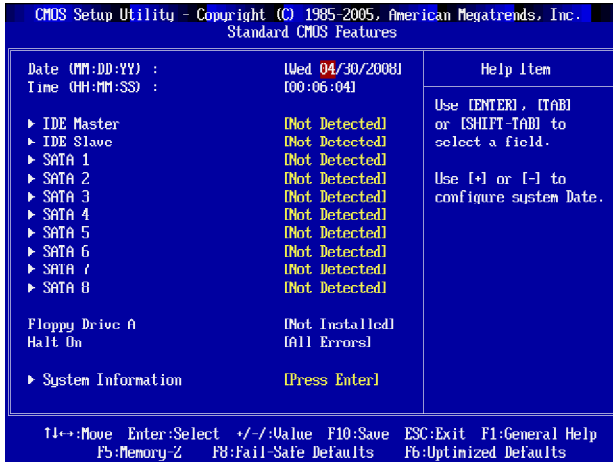 CMOS Setup Utility - Copyright (C) 1985-2005, American Megatrends, Inc.
Standard CMOS Features
Date (MM:DD:YY) : [Wed 04/30/2008] Help Item
Time (HH:MM:SS) : [00:06:04]
Use [ENTER], [TAB]
▶ IDE Master [Not Detected] or [SHIFT-TAB] to
▶ IDE Slave [Not Detected] select a field.
▶ SATA 1 [Not Detected]
▶ SATA 2 [Not Detected] Use [+] or [-] to
▶ SATA 3 [Not Detected] configure system Date.
▶ SATA 4 [Not Detected]
▶ SATA 5 [Not Detected]
▶ SATA 6 [Not Detected]
▶ SATA 7 [Not Detected]
▶ SATA 8 [Not Detected]
Floppy Drive A [Not Installed]
Halt On [All Errors]
▶ System Information [Press Enter]
↑↓↔:Move Enter:Select +/-/:Value F10:Save ESC:Exit F1:General Help
F5:Memory-Z F8:Fail-Safe Defaults F6:Optimized Defaults